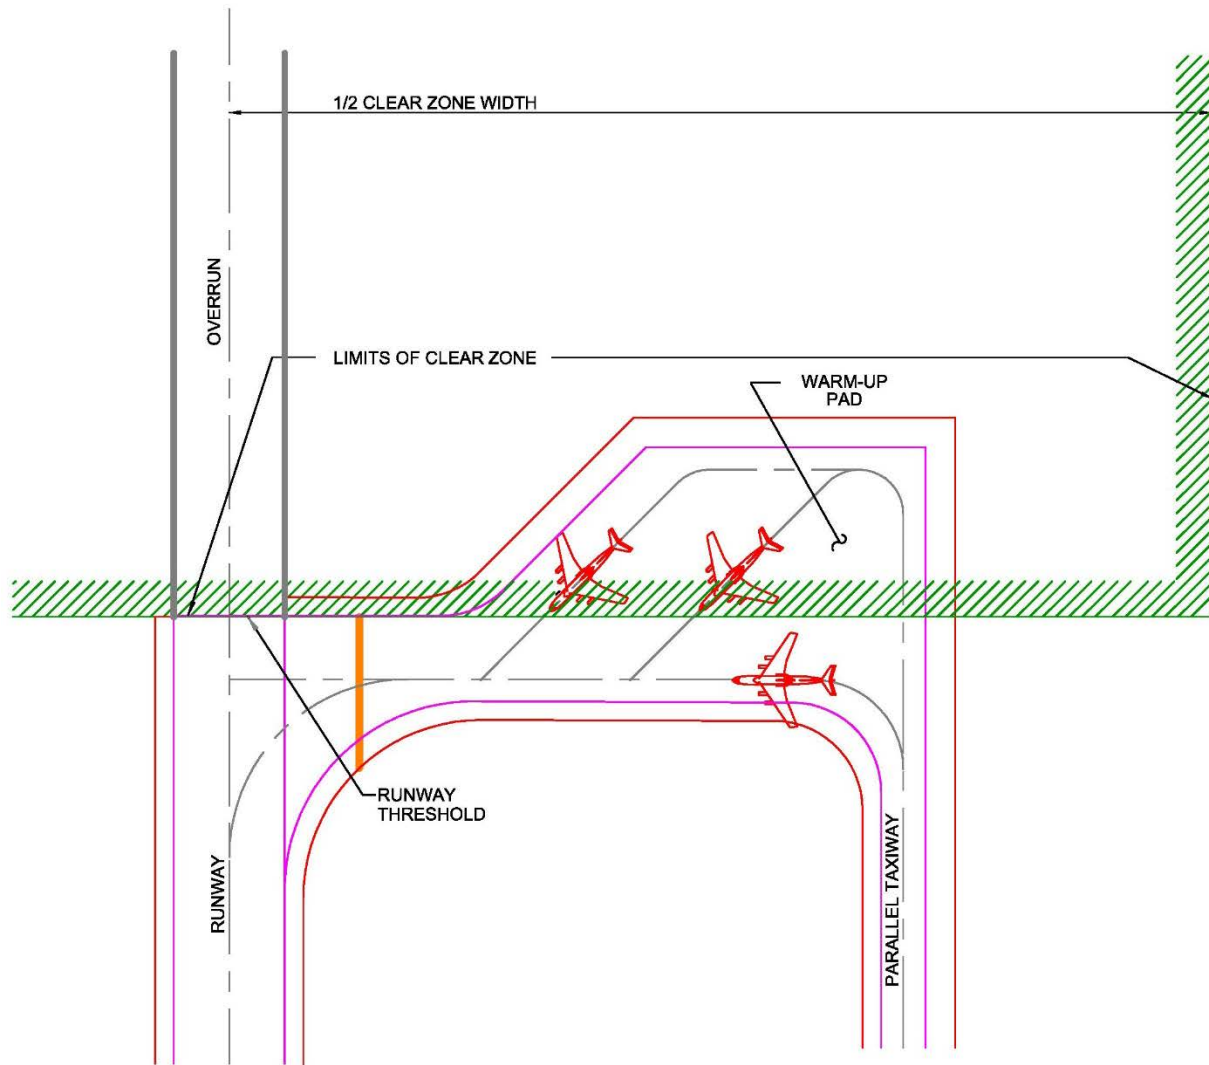 1/2 CLEAR ZONE WIDTH
OVERRUN
LIMITS OF CLEAR ZONE
WARM-UP
PAD
RUNWAY
THRESHOLD
RUNWAY
PARALLEL TAXIWAY